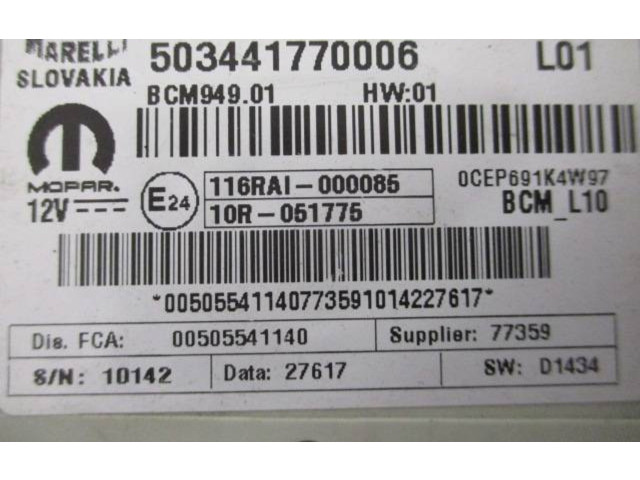 MARELLI 503441770006 L01
SLOVAKIA
BCM949.01 HW:01
MOPAR.
12V
E24
116RAI-000085
10R-051775
0CEP691K4W97
BCM_L10
*00505541140773591014227617*
Dis. FCA: 00505541140 Supplier: 77359
S/N: 10142 Data: 27617 SW: D1434